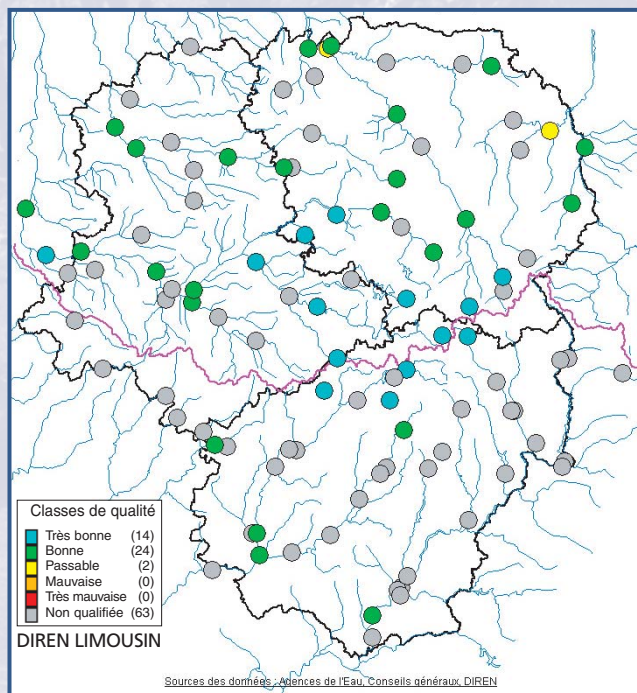 Classes de qualité
Très bonne (14)
Bonne (24)
Passable (2)
Mauvaise (0)
Très mauvaise (0)
Non qualifiée (63)
DIREN LIMOUSIN
Sources des données : Agences de l'Eau, Conseils généraux, DIREN